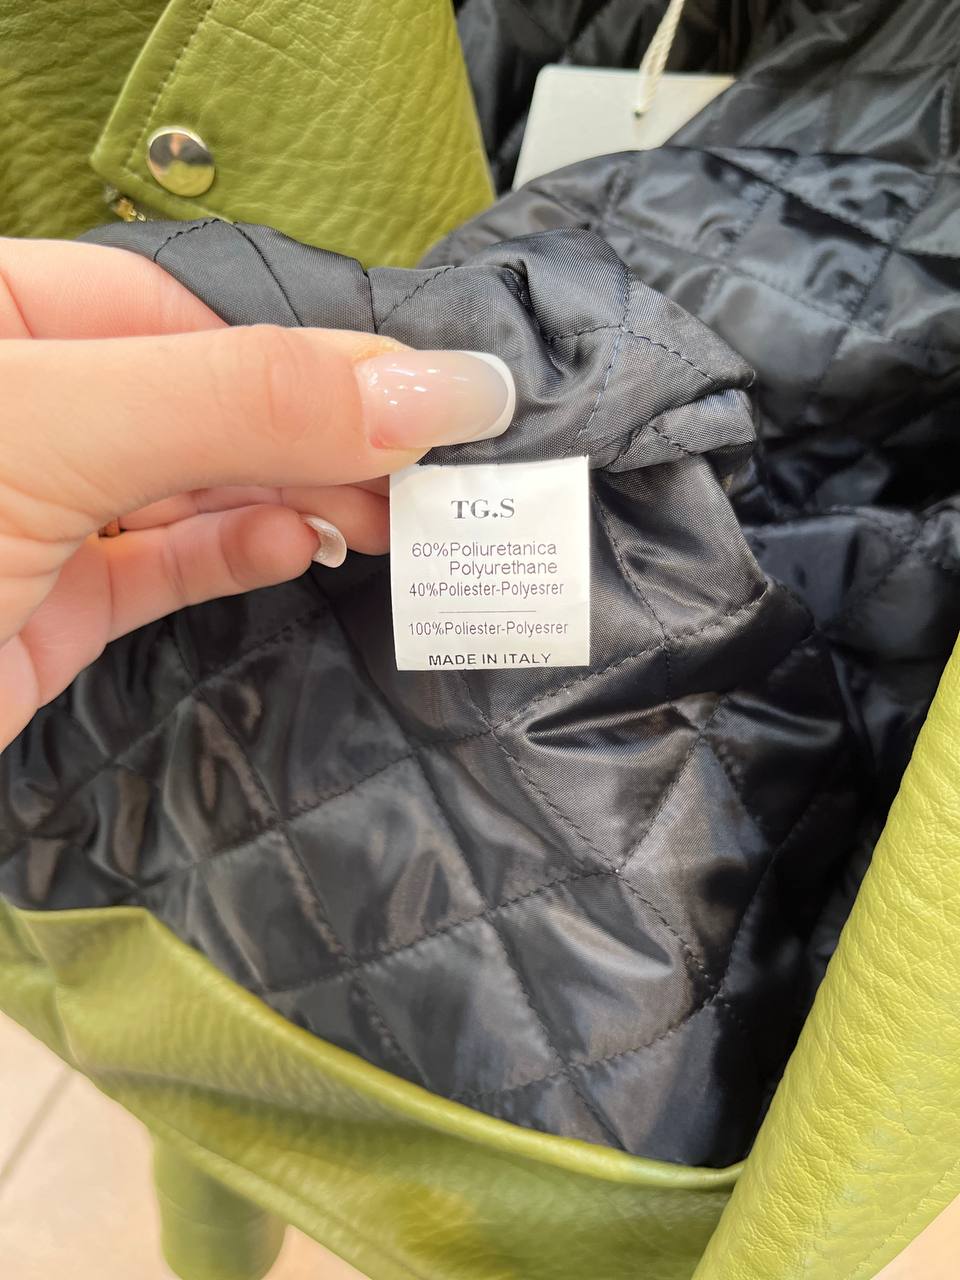 TG.S
60%Poliuretanica
Polyurethane
40%Poliester-Polyesrer
100%Poliester-Polyesrer
MADE IN ITALY